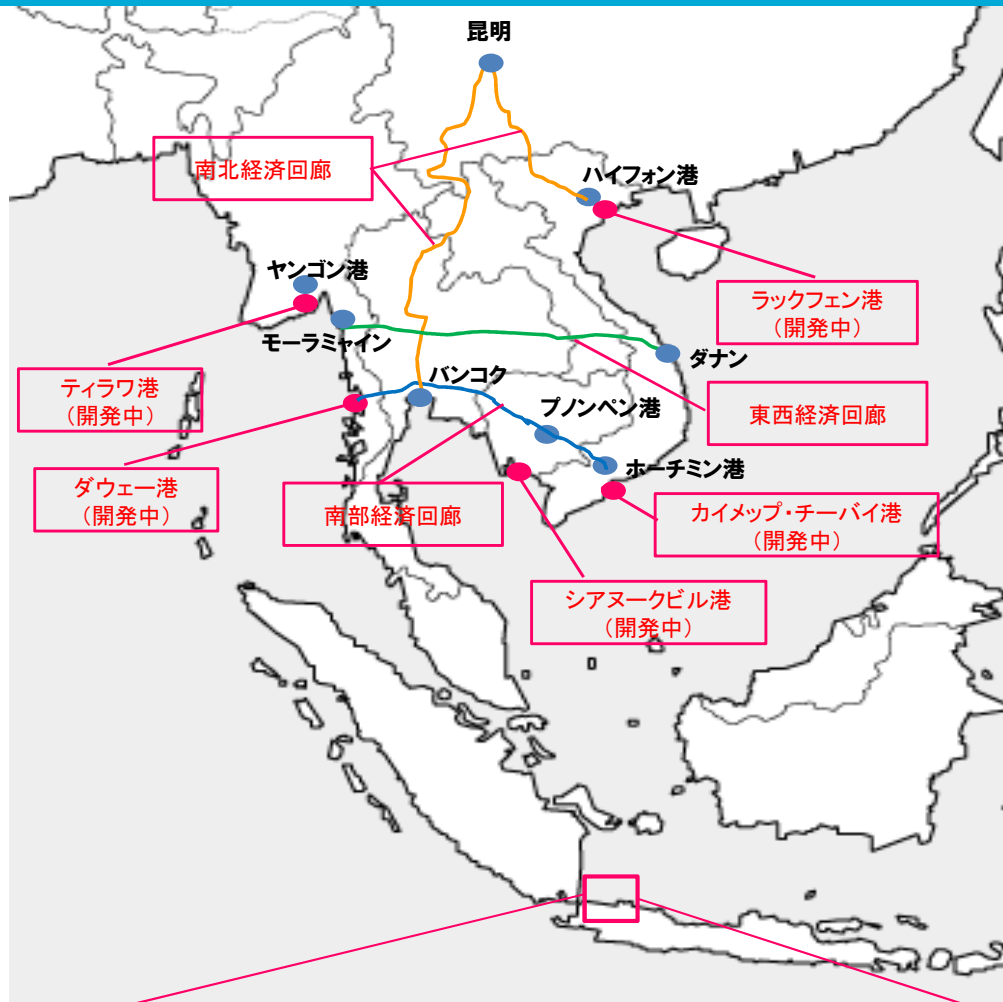 昆明
南北経済回廊
ハイフォン港
ヤンゴン港
ラックフェン港
(開発中)
モーラミャイン
ダナン
ティラワ港
(開発中)
バンコク
プノンペン港
東西経済回廊
ホーチミン港
ダウェー港
(開発中)
南部経済回廊
カイメップ・チーバイ港
(開発中)
シアヌークビル港
(開発中)